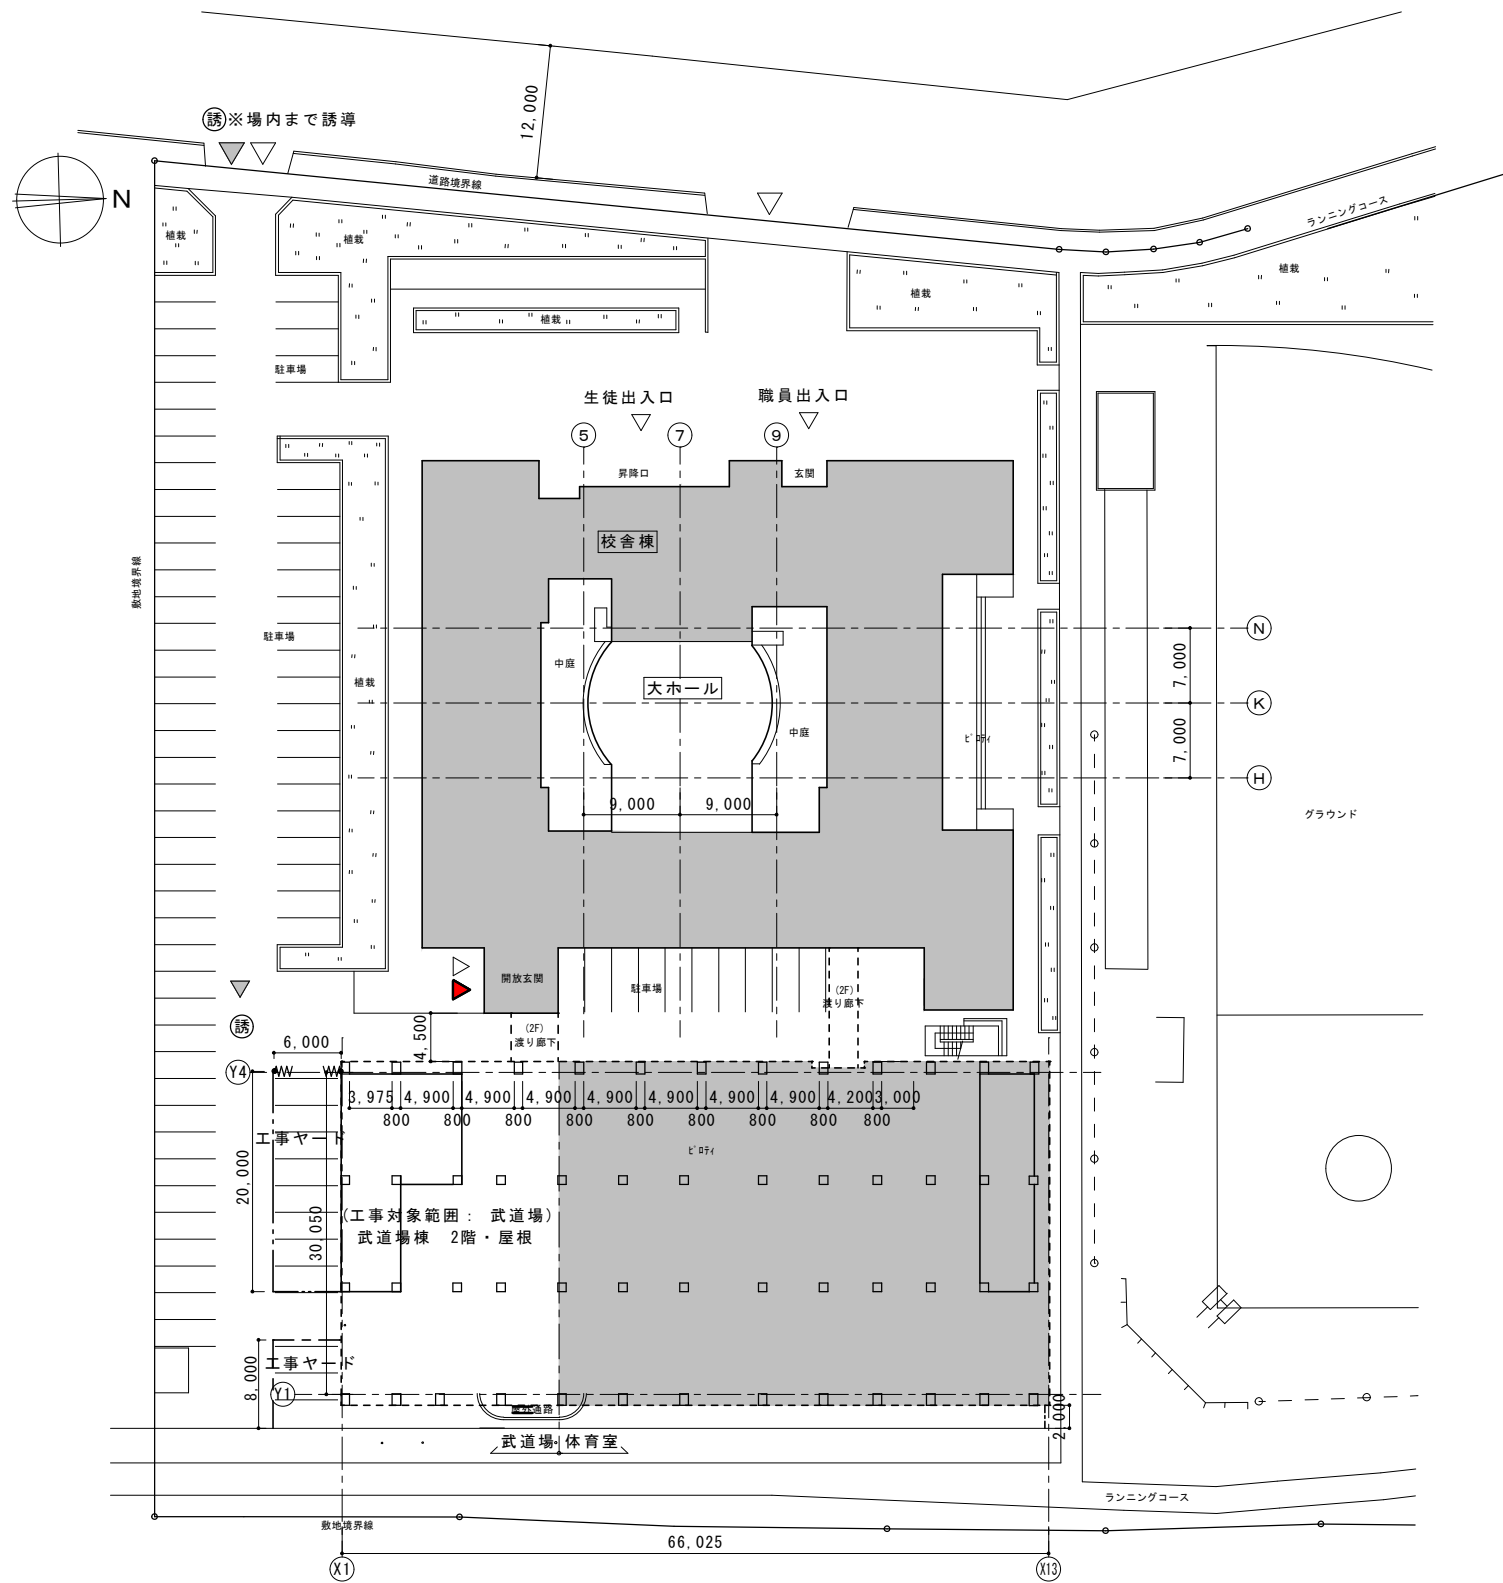 12,000
誘※場内まで誘導
N
道路境界線
ランニングコース
植栽
植栽
植栽
植栽
植栽
駐車場
生徒出入口
職員出入口
5
7
9
昇降口
玄関
校舎棟
敷地境界線
駐車場
N
中庭
7,000
植栽
大ホール
K
中庭
ピロティ
7,000
H
9,000
9,000
グラウンド
開放玄関
駐車場
(2F)
渡り廊下
誘
4,500
(2F)
渡り廊下
6,000
Y4
3,975
4,900
4,900
4,900
4,900
4,900
4,900
4,900
4,200
3,000
800
800
800
800
800
800
800
800
800
工事ヤード
ピロティ
20,000
(工事対象範囲: 武道場)
武道場棟 2階・屋根
30,050
工事ヤード
8,000
Y1
屋外通路
2,000
武道場・体育室
ランニングコース
敷地境界線
66,025
X1
X13